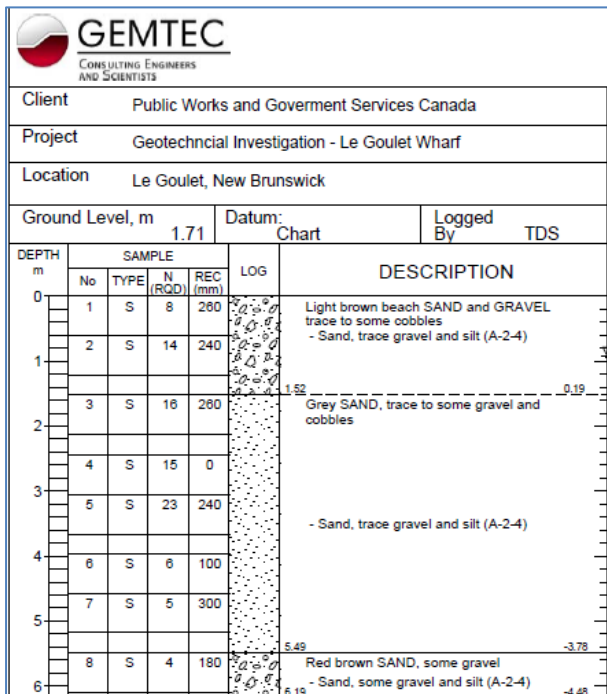 GEMTEC
CONSULTING ENGINEERS
AND SCIENTISTS
Client Public Works and Goverment Services Canada
Project Geotechncial Investigation - Le Goulet Wharf
Location Le Goulet, New Brunswick
Ground Level, m 1.71 Datum: Chart Logged By TDS
DEPTH m SAMPLE LOG DESCRIPTION
No TYPE N (RQD) REC (mm)
0
1 S 8 260 Light brown beach SAND and GRAVEL
trace to some cobbles
- Sand, trace gravel and silt (A-2-4)
2 S 14 240
1
1.52 0.19
3 S 16 260 Grey SAND, trace to some gravel and
cobbles
2
4 S 15 0
3
5 S 23 240
- Sand, trace gravel and silt (A-2-4)
4
6 S 6 100
7 S 5 300
5
5.49 -3.78
8 S 4 180 Red brown SAND, some gravel
- Sand, some gravel and silt (A-2-4)
6
6.19 -4.48